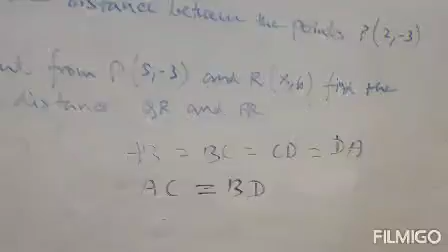 distance between the points P(2,-3)
from P(5,-3) and R(x,6) find the
distance QR and PR
= BC = CD = DA
AC = BD
FILMIGO